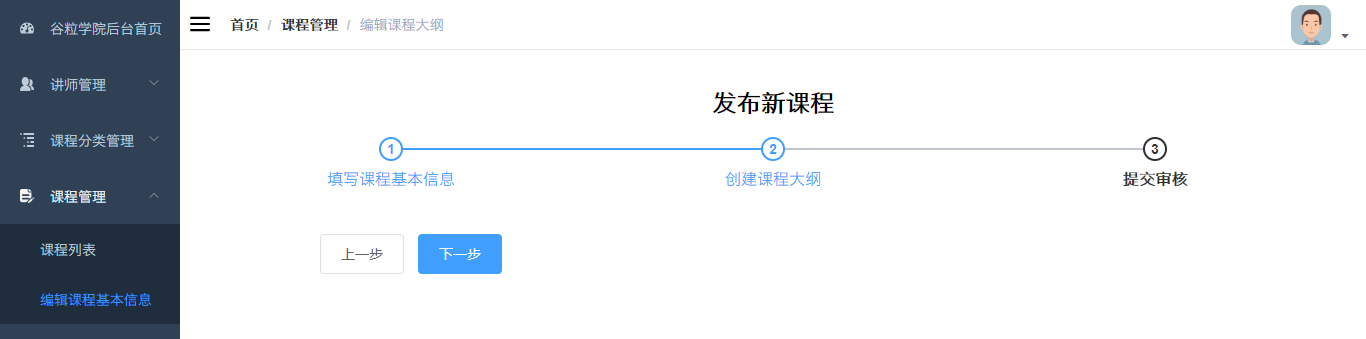 谷粒学院后台首页
讲师管理
课程分类管理
课程管理
课程列表
编辑课程基本信息
首页 / 课程管理 / 编辑课程大纲
发布新课程
1 2 3
填写课程基本信息 创建课程大纲 提交审核
上一步 下一步